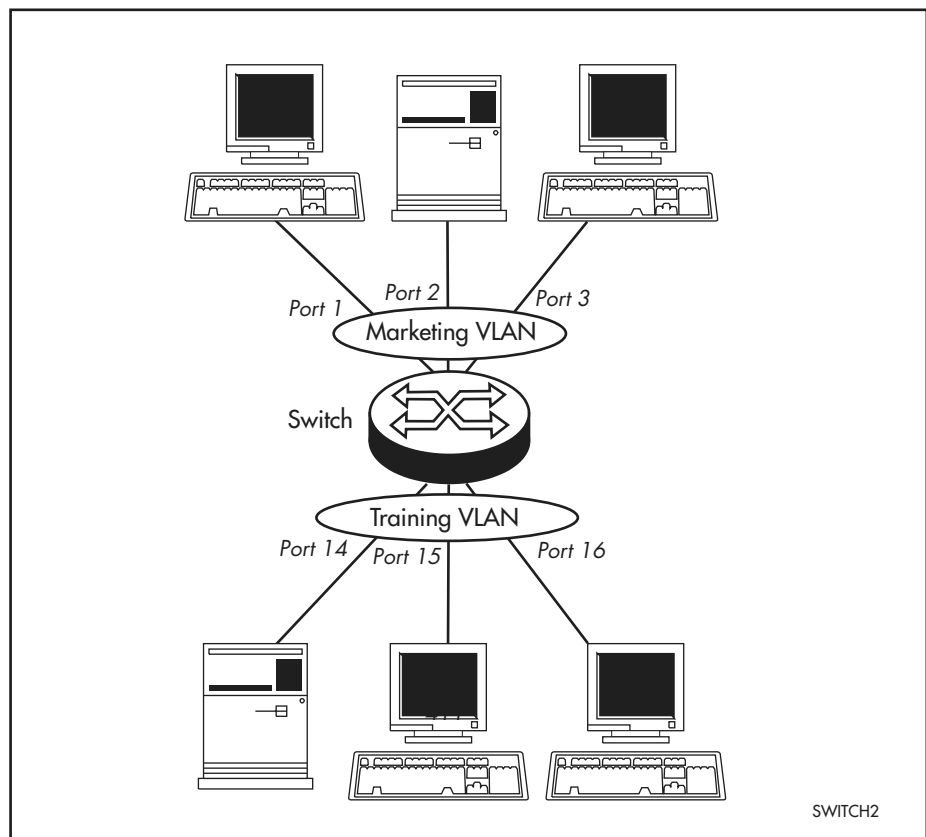 Port 1
Port 2
Port 3
Marketing VLAN
Switch
Training VLAN
Port 14
Port 15
Port 16
SWITCH2